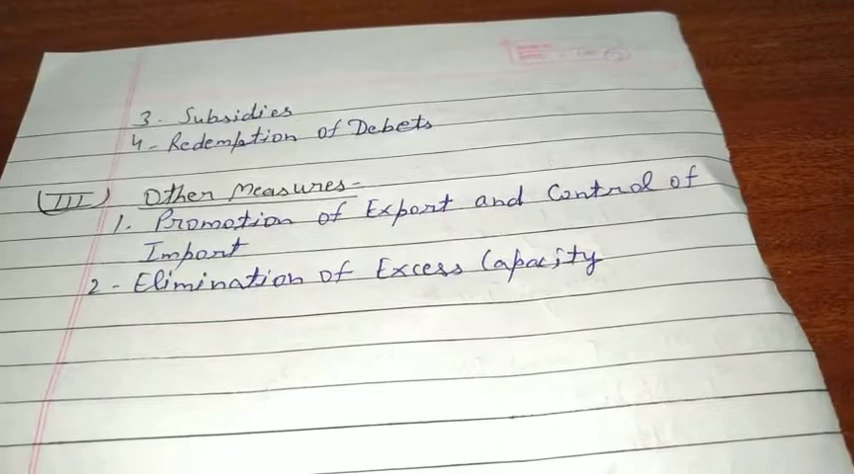 3. Subsidies
4- Redemption of Debets
(III) Other Measures-
1. Promotion of Export and Control of
Import
2- Elimination of Excess Capacity